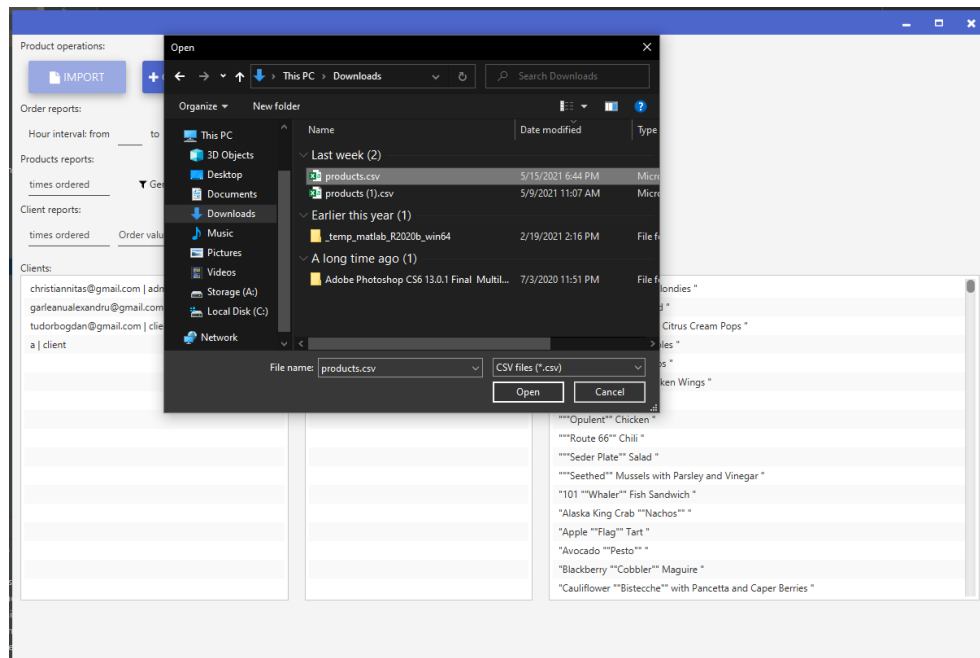 Product operations:
Open
IMPORT
This PC > Downloads
Search Downloads
Order reports:
Organize
New folder
Hour interval: from
to
Products reports:
times ordered
Client reports:
times ordered
Clients:
christiannitas@gmail.com |
garleanualexandru@gmail.com
tudorbogdan@gmail.com |
a | client
This PC
3D Objects
Desktop
Documents
Downloads
Music
Pictures
Videos
Storage (A:)
Local Disk (C:)
Network
Name
Date modified
Type
Last week (2)
products.csv
5/15/2021 6:44 PM
products (1).csv
5/9/2021 11:07 AM
Earlier this year (1)
_temp_matlab_R2020b_win64
2/19/2021 2:16 PM
A long time ago (1)
Adobe Photoshop CS6 13.0.1 Final Multil...
7/3/2020 11:51 PM
File name:
products.csv
CSV files (*.csv)
Open
Cancel
Citrus Cream Pops "
Wings "
"""Opulent"" Chicken "
"""Route 66"" Chili "
"""Seder Plate"" Salad "
"""Seethed"" Mussels with Parsley and Vinegar "
"101 ""Whaler"" Fish Sandwich "
"Alaska King Crab ""Nachos"" "
"Apple ""Flag"" Tart "
"Avocado ""Pesto"" "
"Blackberry ""Cobbler"" Maguire "
"Cauliflower ""Bistecche"" with Pancetta and Caper Berries "